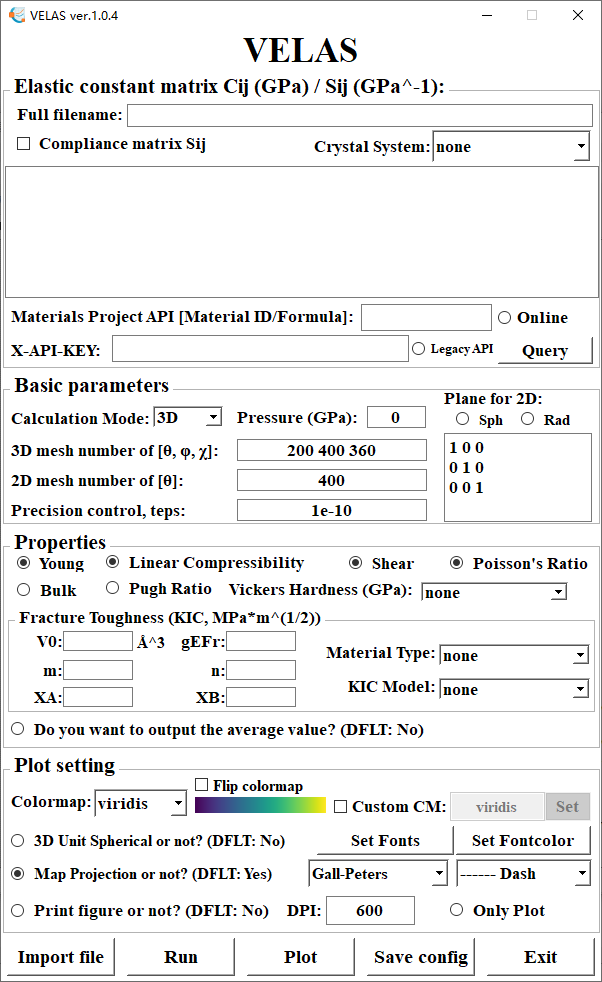 VELAS ver.1.0.4
VELAS
Elastic constant matrix Cij (GPa) / Sij (GPa^-1):
Full filename:
Compliance matrix Sij
Crystal System: none
Materials Project API [Material ID/Formula]: Online
X-API-KEY: Legacy API Query
Basic parameters
Plane for 2D:
Calculation Mode: 3D Pressure (GPa): 0
Sph Rad
3D mesh number of [θ, φ, χ]: 200 400 360
1 0 0
0 1 0
0 0 1
2D mesh number of [θ]: 400
Precision control, teps: 1e-10
Properties
Young Linear Compressibility Shear Poisson's Ratio
Bulk Pugh Ratio Vickers Hardness (GPa): none
Fracture Toughness (KIC, MPa*m^(1/2))
V0: Å^3 gEFr:
Material Type: none
m: n:
KIC Model: none
XA: XB:
Do you want to output the average value? (DFLT: No)
Plot setting
Flip colormap
Colormap: viridis Custom CM: viridis Set
3D Unit Spherical or not? (DFLT: No) Set Fonts Set Fontcolor
Map Projection or not? (DFLT: Yes) Gall-Peters ------ Dash
Print figure or not? (DFLT: No) DPI: 600 Only Plot
Import file Run Plot Save config Exit